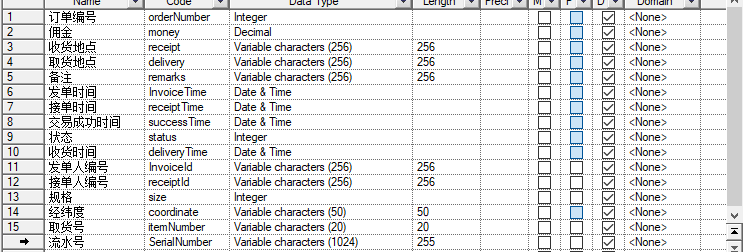 Name Code Data Type Length Preci M P D Domain
1 订单编号 orderNumber Integer <None>
2 佣金 money Decimal <None>
3 收货地点 receipt Variable characters (256) 256 <None>
4 取货地点 delivery Variable characters (256) 256 <None>
5 备注 remarks Variable characters (256) 256 <None>
6 发单时间 InvoiceTime Date & Time <None>
7 接单时间 receiptTime Date & Time <None>
8 交易成功时间 successTime Date & Time <None>
9 状态 status Integer <None>
10 收货时间 deliveryTime Date & Time <None>
11 发单人编号 InvoiceId Variable characters (256) 256 <None>
12 接单人编号 receiptId Variable characters (256) 256 <None>
13 规格 size Integer <None>
14 经纬度 coordinate Variable characters (50) 50 <None>
15 取货号 itemNumber Variable characters (20) 20 <None>
流水号 SerialNumber Variable characters (1024) 255 <None>